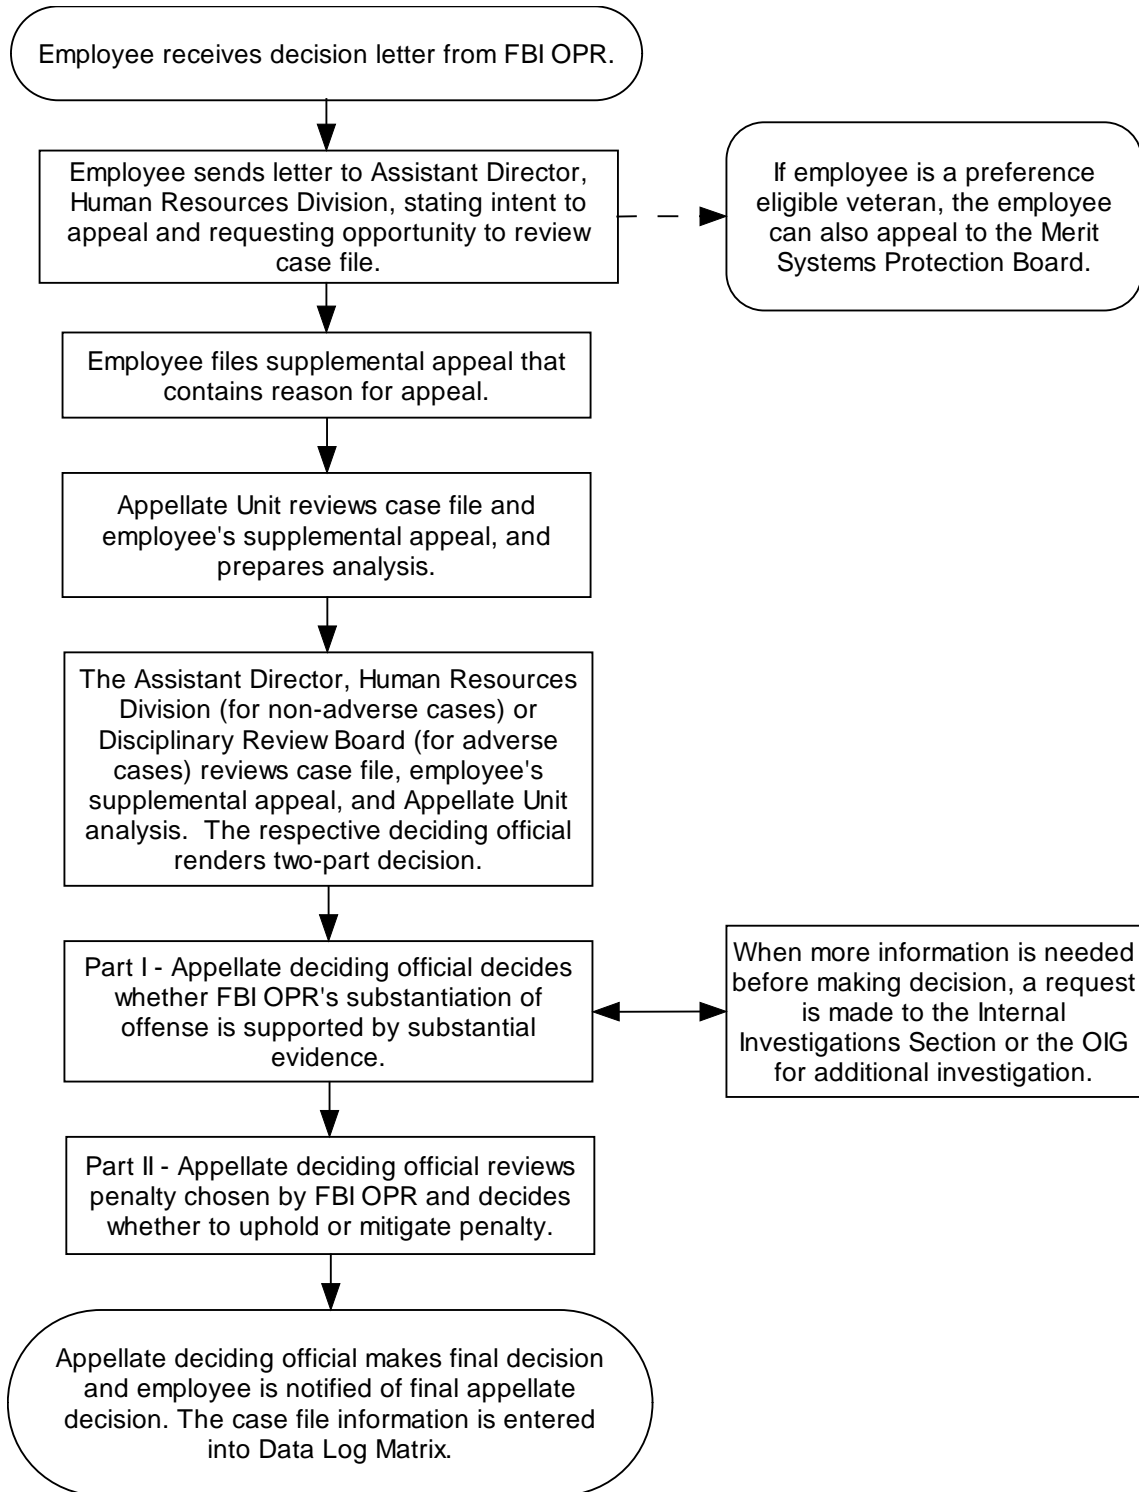 Employee receives decision letter from FBI OPR.
Employee sends letter to Assistant Director,
Human Resources Division, stating intent to
appeal and requesting opportunity to review
case file.
If employee is a preference
eligible veteran, the employee
can also appeal to the Merit
Systems Protection Board.
Employee files supplemental appeal that
contains reason for appeal.
Appellate Unit reviews case file and
employee's supplemental appeal, and
prepares analysis.
The Assistant Director, Human Resources
Division (for non-adverse cases) or
Disciplinary Review Board (for adverse
cases) reviews case file, employee's
supplemental appeal, and Appellate Unit
analysis.  The respective deciding official
renders two-part decision.
Part I - Appellate deciding official decides
whether FBI OPR's substantiation of
offense is supported by substantial
evidence.
When more information is needed
before making decision, a request
is made to the Internal
Investigations Section or the OIG
for additional investigation.
Part II - Appellate deciding official reviews
penalty chosen by FBI OPR and decides
whether to uphold or mitigate penalty.
Appellate deciding official makes final decision
and employee is notified of final appellate
decision. The case file information is entered
into Data Log Matrix.